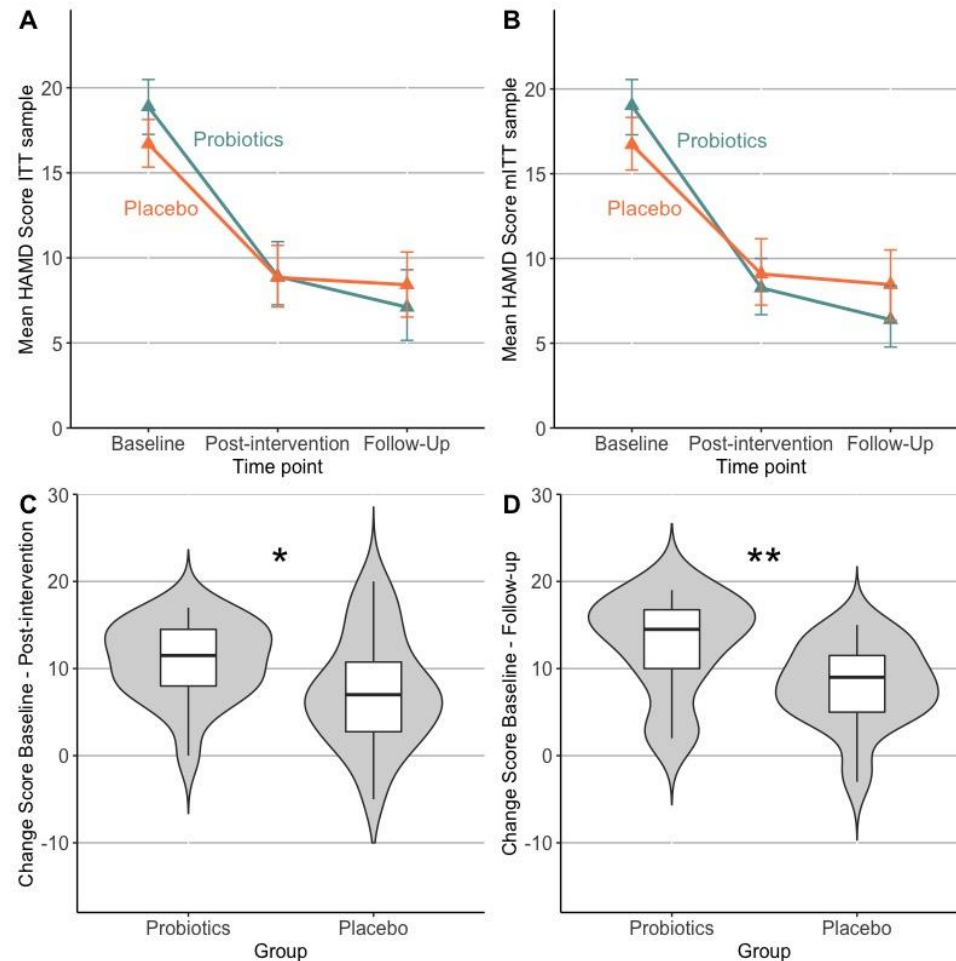 A
Mean HAMD Score ITT sample
20
15
10
5
0
Probiotics
Placebo
Baseline Post-intervention Follow-Up
Time point
B
Mean HAMD Score mITT sample
20
15
10
5
0
Probiotics
Placebo
Baseline Post-intervention Follow-Up
Time point
C
Change Score Baseline - Post-intervention
30
20
10
0
-10
*
Probiotics Placebo
Group
D
Change Score Baseline - Follow-up
30
20
10
0
-10
**
Probiotics Placebo
Group